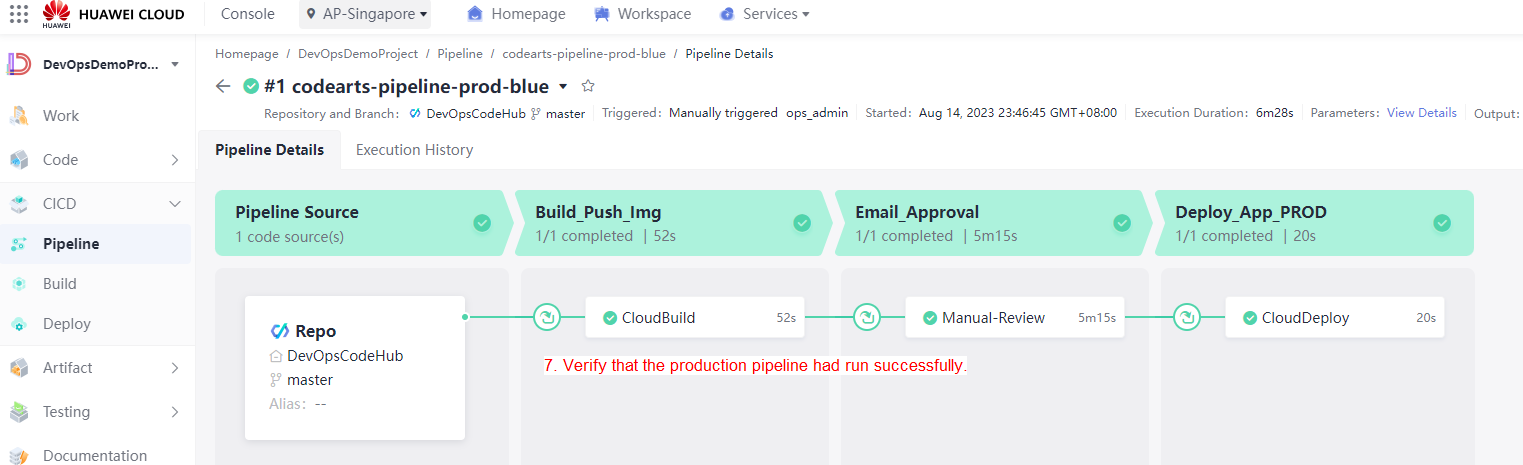 HUAWEI
HUAWEI CLOUD
Console
AP-Singapore
Homepage
Workspace
Services
DevOpsDemoPro...
Homepage / DevOpsDemoProject / Pipeline / codearts-pipeline-prod-blue / Pipeline Details
#1 codearts-pipeline-prod-blue
Repository and Branch: DevOpsCodeHub master Triggered: Manually triggered ops_admin Started: Aug 14, 2023 23:46:45 GMT+08:00 Execution Duration: 6m28s Parameters: View Details Output:
Pipeline Details
Execution History
Work
Code
CICD
Pipeline
Build
Deploy
Artifact
Testing
Documentation
Pipeline Source
1 code source(s)
Build_Push_Img
1/1 completed | 52s
Email_Approval
1/1 completed | 5m15s
Deploy_App_PROD
1/1 completed | 20s
Repo
DevOpsCodeHub
master
Alias: --
CloudBuild 52s
Manual-Review 5m15s
CloudDeploy 20s
7. Verify that the production pipeline had run successfully.